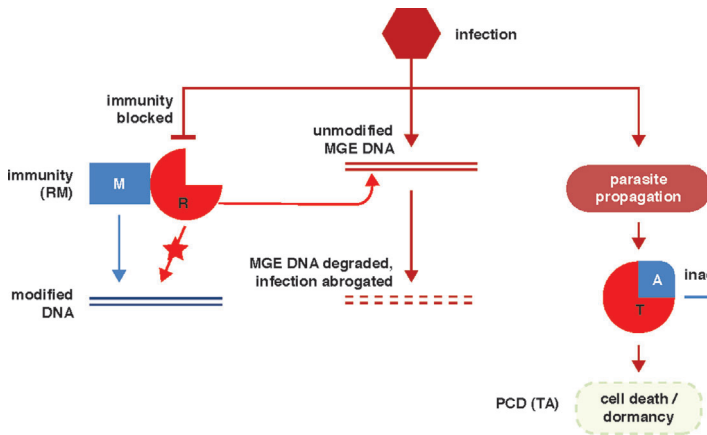 infection
immunity
blocked
unmodified
MGE DNA
immunity
(RM)
M
R
parasite
propagation
MGE DNA degraded,
infection abrogated
modified
DNA
A
T
inac
PCD (TA)
cell death /
dormancy